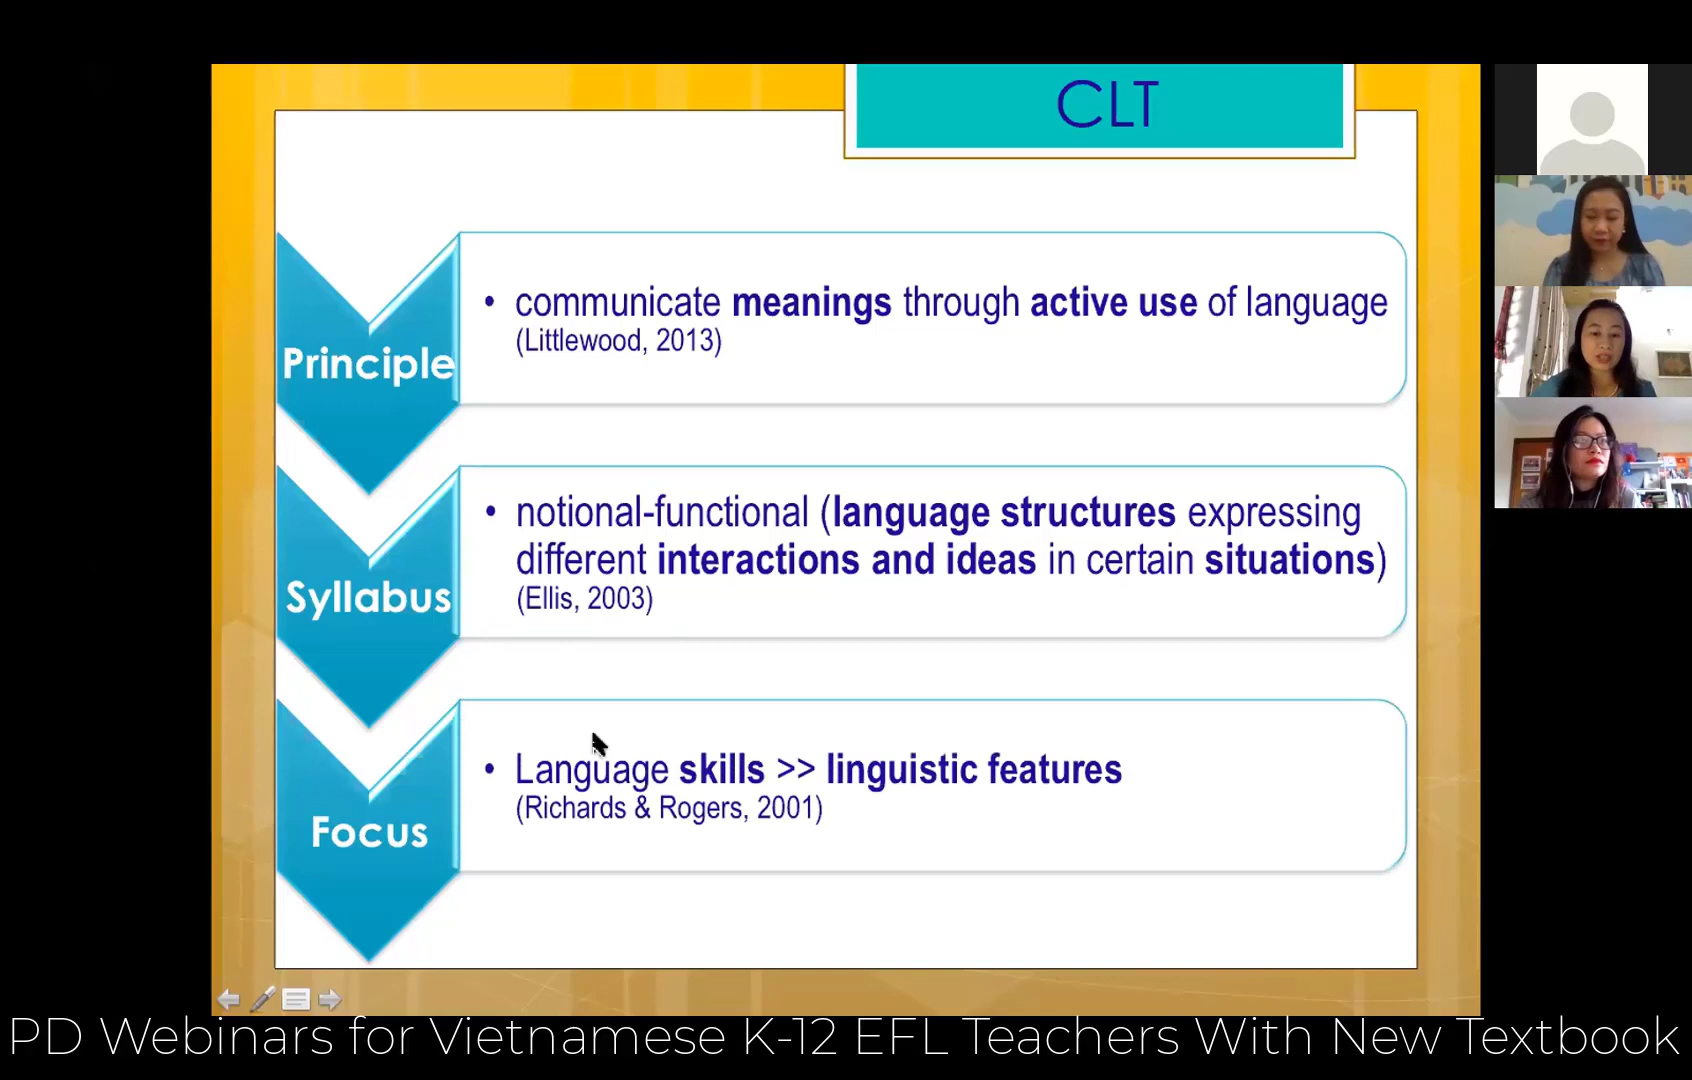 CLT
Principle
• communicate meanings through active use of language
(Littlewood, 2013)
Syllabus
• notional-functional (language structures expressing
different interactions and ideas in certain situations)
(Ellis, 2003)
Focus
• Language skills >> linguistic features
(Richards & Rogers, 2001)
PD Webinars for Vietnamese K-12 EFL Teachers With New Textbook